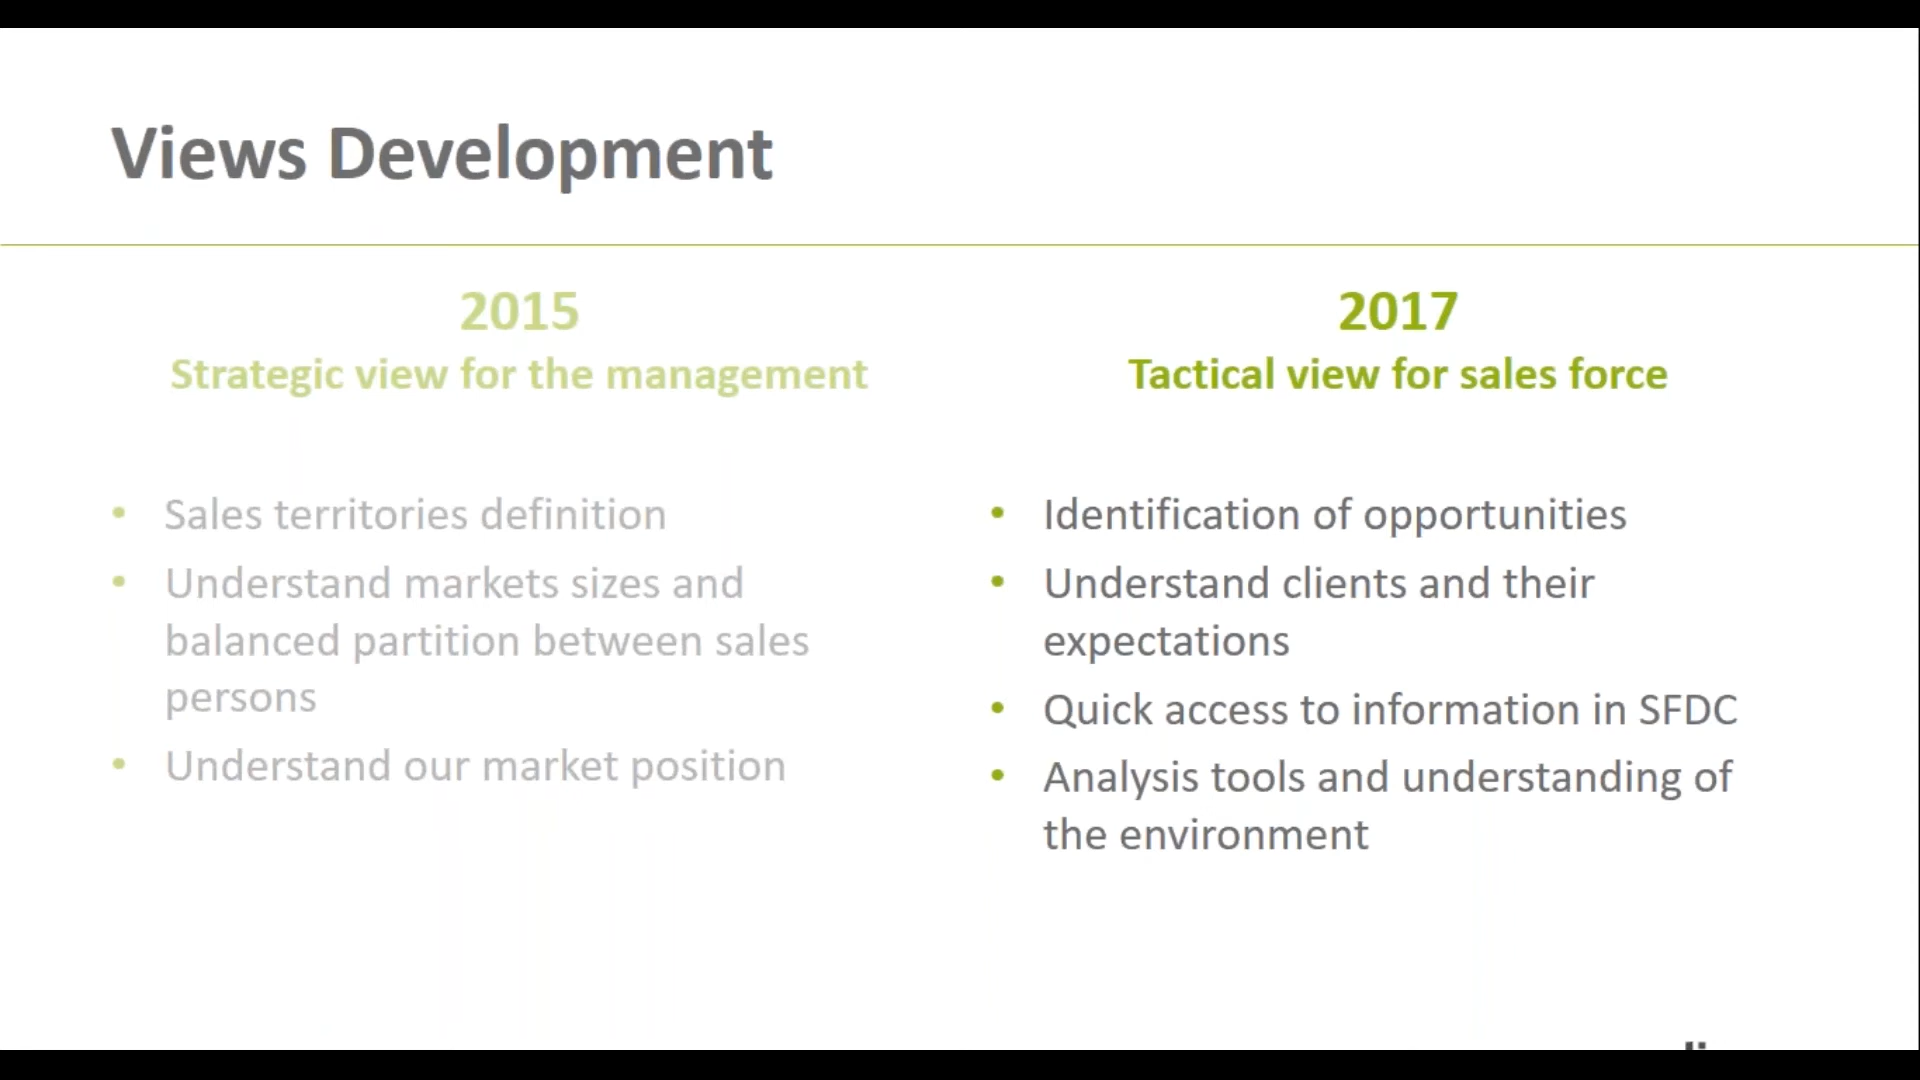 Views Development
2015
Strategic view for the management
• Sales territories definition
• Understand markets sizes and
balanced partition between sales
persons
• Understand our market position
2017
Tactical view for sales force
• Identification of opportunities
• Understand clients and their
expectations
• Quick access to information in SFDC
• Analysis tools and understanding of
the environment